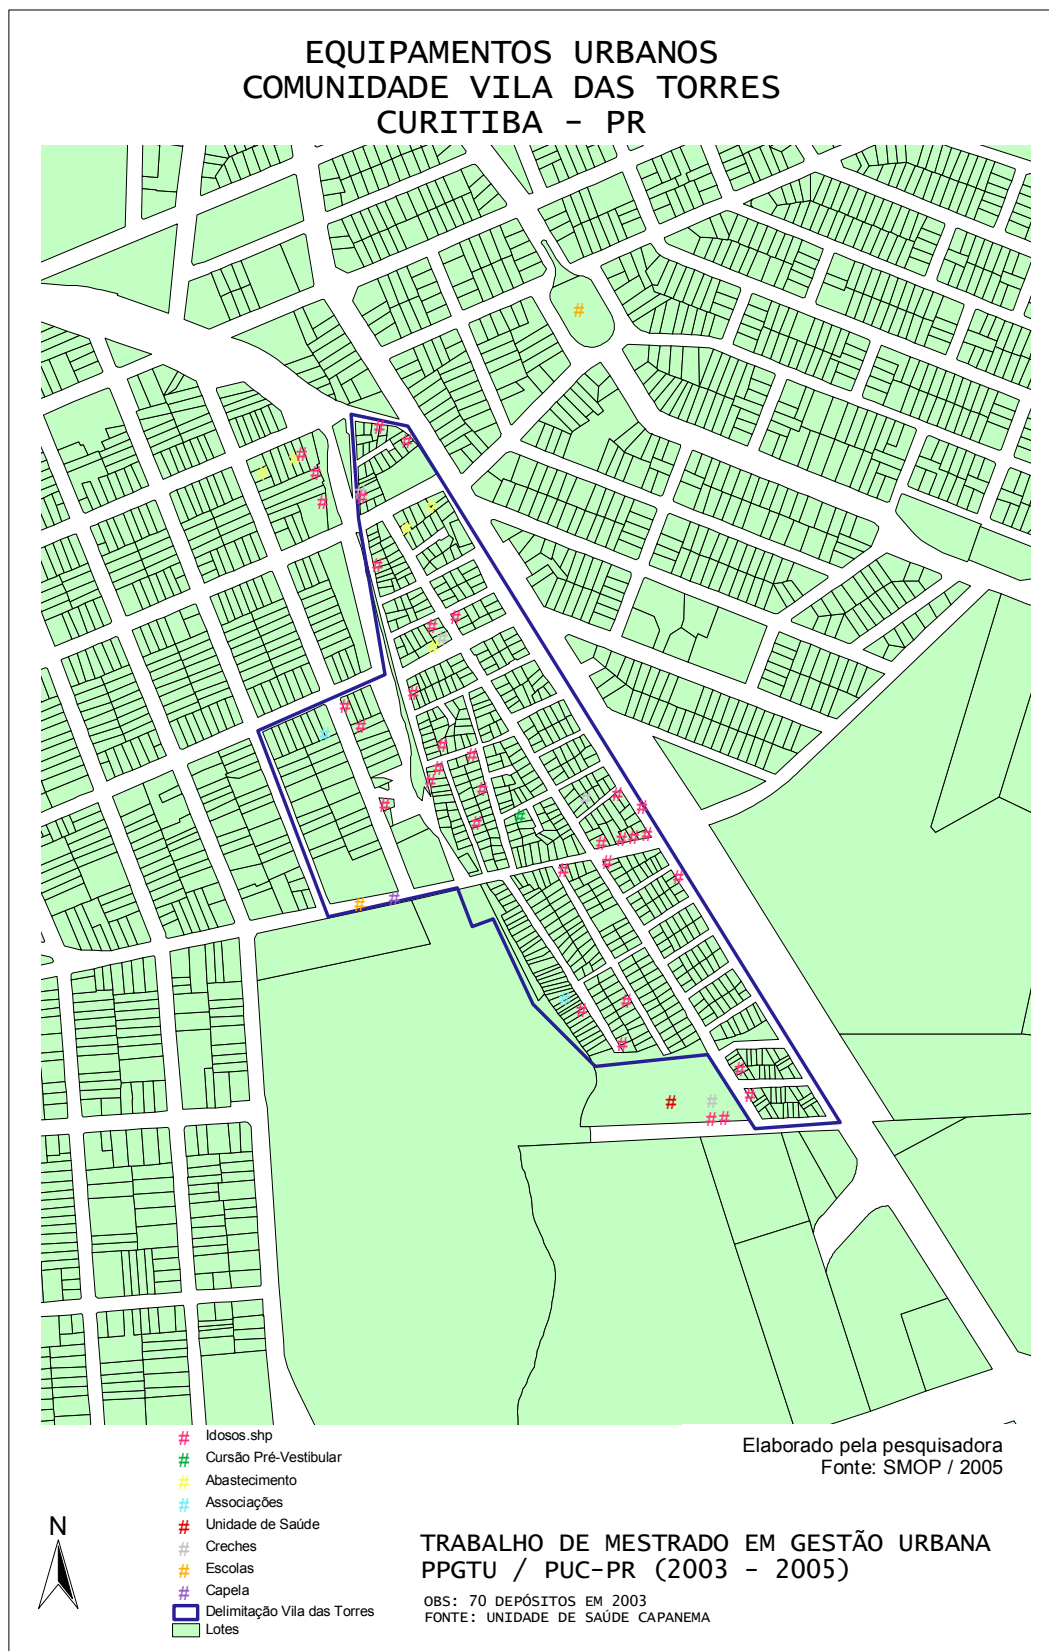 EQUIPAMENTOS URBANOS
COMUNIDADE VILA DAS TORRES
CURITIBA - PR
# Idosos.shp
# Cursão Pré-Vestibular
# Abastecimento
# Associações
# Unidade de Saúde
# Creches
# Escolas
# Capela
Delimitação Vila das Torres
Lotes
Elaborado pela pesquisadora
Fonte: SMOP / 2005
N
TRABALHO DE MESTRADO EM GESTÃO URBANA
PPGTU / PUC-PR (2003 - 2005)
OBS: 70 DEPÓSITOS EM 2003
FONTE: UNIDADE DE SAÚDE CAPANEMA